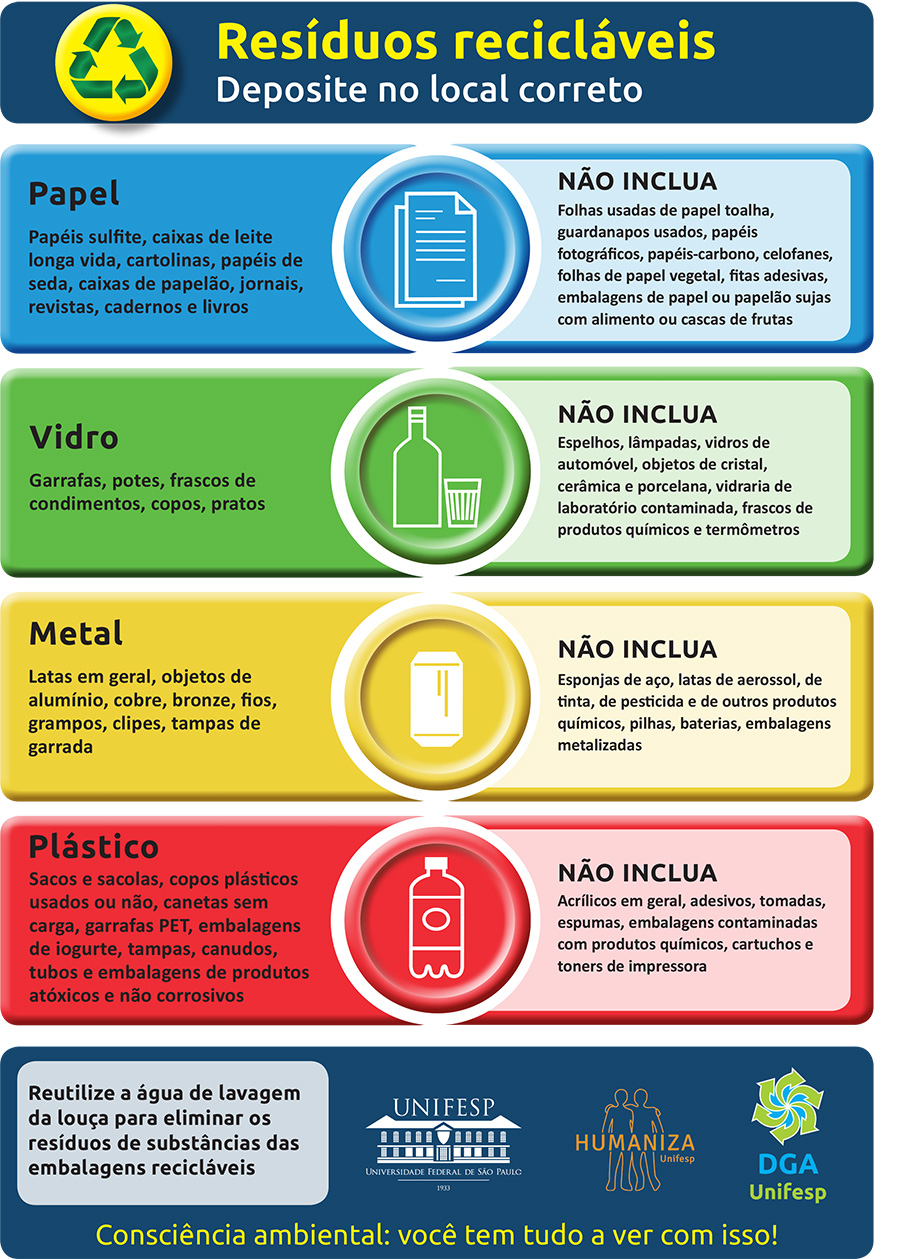 Resíduos recicláveis
Deposite no local correto
Papel
Papéis sulfite, caixas de leite
longa vida, cartolinas, papéis de
seda, caixas de papelão, jornais,
revistas, cadernos e livros
NÃO INCLUA
Folhas usadas de papel toalha,
guardanapos usados, papéis
fotográficos, papéis-carbono, celofanes,
folhas de papel vegetal, fitas adesivas,
embalagens de papel ou papelão sujas
com alimento ou cascas de frutas
Vidro
Garrafas, potes, frascos de
condimentos, copos, pratos
NÃO INCLUA
Espelhos, lâmpadas, vidros de
automóvel, objetos de cristal,
cerâmica e porcelana, vidraria de
laboratório contaminada, frascos de
produtos químicos e termômetros
Metal
Latas em geral, objetos de
alumínio, cobre, bronze, fios,
grampos, clipes, tampas de
garrada
NÃO INCLUA
Esponjas de aço, latas de aerossol, de
tinta, de pesticida e de outros produtos
químicos, pilhas, baterias, embalagens
metalizadas
Plástico
Sacos e sacolas, copos plásticos
usados ou não, canetas sem
carga, garrafas PET, embalagens
de iogurte, tampas, canudos,
tubos e embalagens de produtos
atóxicos e não corrosivos
NÃO INCLUA
Acrílicos em geral, adesivos, tomadas,
espumas, embalagens contaminadas
com produtos químicos, cartuchos e
toners de impressora
Reutilize a água de lavagem
da louça para eliminar os
resíduos de substâncias das
embalagens recicláveis
UNIFESP
UNIVERSIDADE FEDERAL DE SÃO PAULO
1933
HUMANIZA
Unifesp
DGA
Unifesp
Consciência ambiental: você tem tudo a ver com isso!